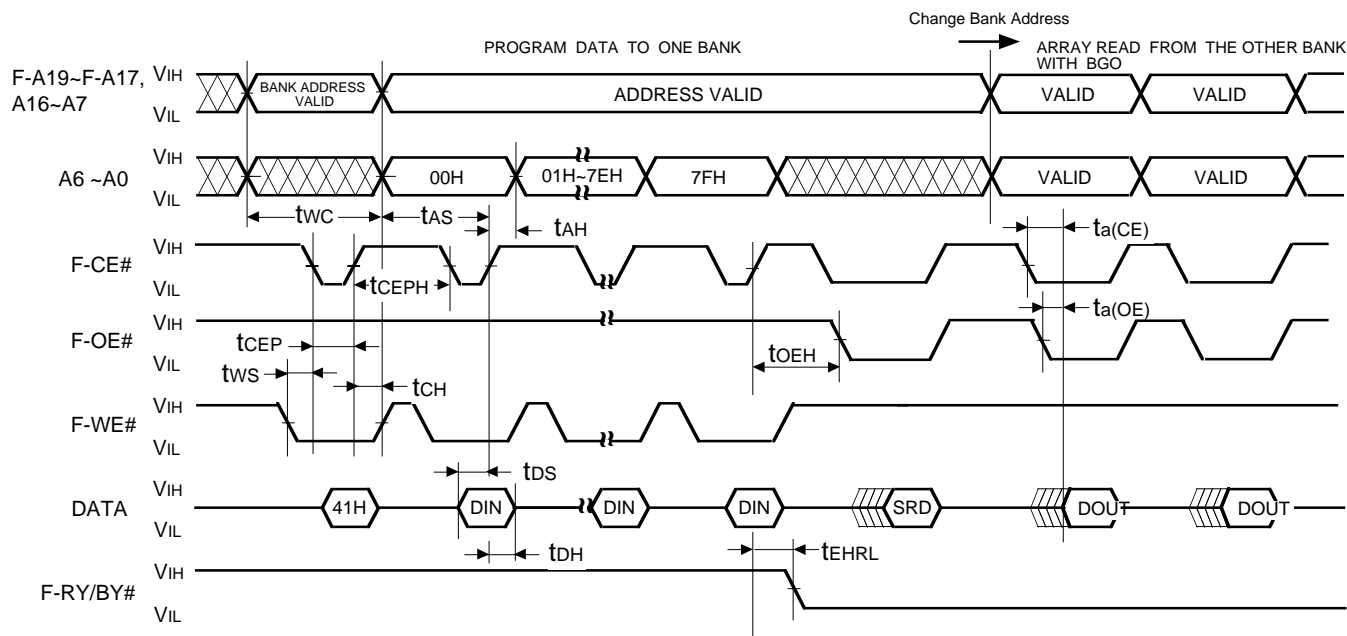 Change Bank Address
PROGRAM DATA TO ONE BANK
ARRAY READ FROM THE OTHER BANK
WITH BGO
F-A19~F-A17,
A16~A7
VIH
VIL
BANK ADDRESS
VALID
ADDRESS VALID
VALID
VALID
A6 ~A0
VIH
VIL
00H
01H~7EH
7FH
VALID
VALID
tWC
tAS
tAH
ta(CE)
F-CE#
VIH
VIL
tCEPH
F-OE#
VIH
VIL
ta(OE)
tCEP
tOEH
tWS
tCH
F-WE#
VIH
VIL
tDS
DATA
VIH
VIL
41H
DIN
DIN
DIN
SRD
DOUT
DOUT
tDH
tEHRL
F-RY/BY#
VIH
VIL